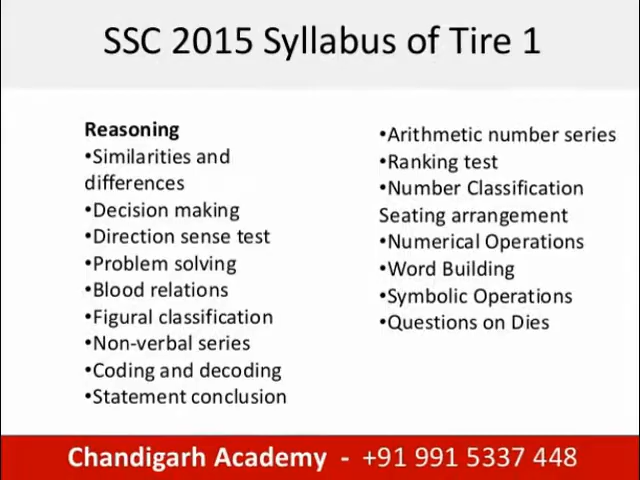 SSC 2015 Syllabus of Tire 1
Reasoning
•Similarities and
differences
•Decision making
•Direction sense test
•Problem solving
•Blood relations
•Figural classification
•Non-verbal series
•Coding and decoding
•Statement conclusion
•Arithmetic number series
•Ranking test
•Number Classification
Seating arrangement
•Numerical Operations
•Word Building
•Symbolic Operations
•Questions on Dies
Chandigarh Academy - +91 991 5337 448